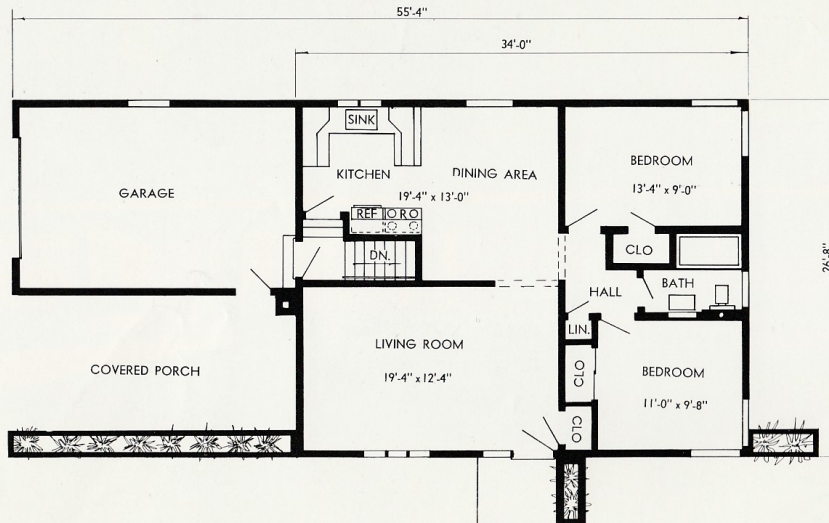 55'-4"
34'-0"
SINK
KITCHEN
DINING AREA
19'-4" x 13'-0"
REF
O R O
DN.
GARAGE
BEDROOM
13'-4" x 9'-0"
CLO
BATH
HALL
LIN.
26'-8"
LIVING ROOM
19'-4" x 12'-4"
COVERED PORCH
CLO
BEDROOM
11'-0" x 9'-8"
CLO